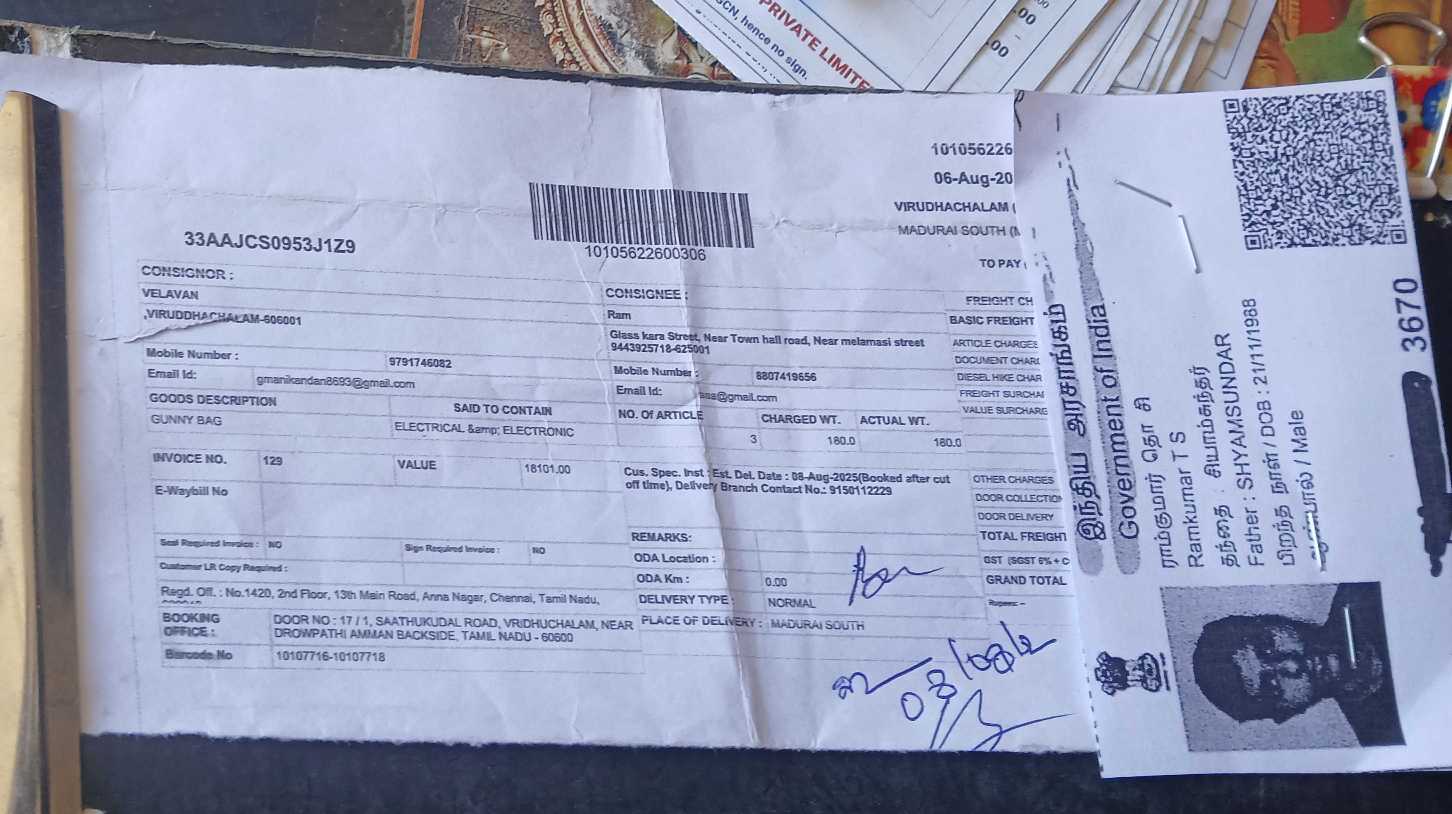 SCN, hence no sign.
PRIVATE LIMITE
.00
.00
101056226
06-Aug-20
VIRUDHACHALAM (
MADURAI SOUTH (M
33AAJCS0953J1Z9
10105622600306
TO PAY
CONSIGNOR :
VELAVAN
,VIRUDDHACHALAM-606001
Mobile Number : 9791746082
Email Id: gmanikandan8693@gmail.com
GOODS DESCRIPTION SAID TO CONTAIN
GUNNY BAG ELECTRICAL &amp; ELECTRONIC
INVOICE NO. 129 VALUE 18101.00
E-Waybill No
Seal Required Invoice : NO Sign Required Invoice : NO
Customer LR Copy Required :
Regd. Off. : No.1420, 2nd Floor, 13th Main Road, Anna Nagar, Chennai, Tamil Nadu,
BOOKING OFFICE : DOOR NO : 17 / 1, SAATHUKUDAL ROAD, VRIDHUCHALAM, NEAR
DROWPATHI AMMAN BACKSIDE, TAMIL NADU - 60600
Barcode No 10107716-10107718
CONSIGNEE :
Ram
Glass kara Street, Near Town hall road, Near melamasi street
9443925718-625001
Mobile Number : 8807419656
Email Id: @gmail.com
NO. Of ARTICLE CHARGED WT. ACTUAL WT.
3 180.0 180.0
Cus. Spec. Inst : Est. Del. Date : 08-Aug-2025(Booked after cut
off time), Delivery Branch Contact No.: 9150112229
REMARKS:
ODA Location :
ODA Km : 0.00
DELIVERY TYPE : NORMAL
PLACE OF DELIVERY : MADURAI SOUTH
FREIGHT CH
BASIC FREIGHT
ARTICLE CHARGES
DOCUMENT CHAR
DIESEL HIKE CHAR
FREIGHT SURCHA
VALUE SURCHARG
OTHER CHARGES
DOOR COLLECTION
DOOR DELIVERY
TOTAL FREIGHT
GST (SGST 6% + C
GRAND TOTAL
Rupees: -
இந்திய அரசாங்கம்
Government of India
ராம்குமார் தொ சி
Ramkumar T S
தந்தை : ஷியாம்சுந்தர்
Father : SHYAMSUNDAR
பிறந்த நாள் / DOB : 21/11/1988
ஆண்பால் / Male
3670